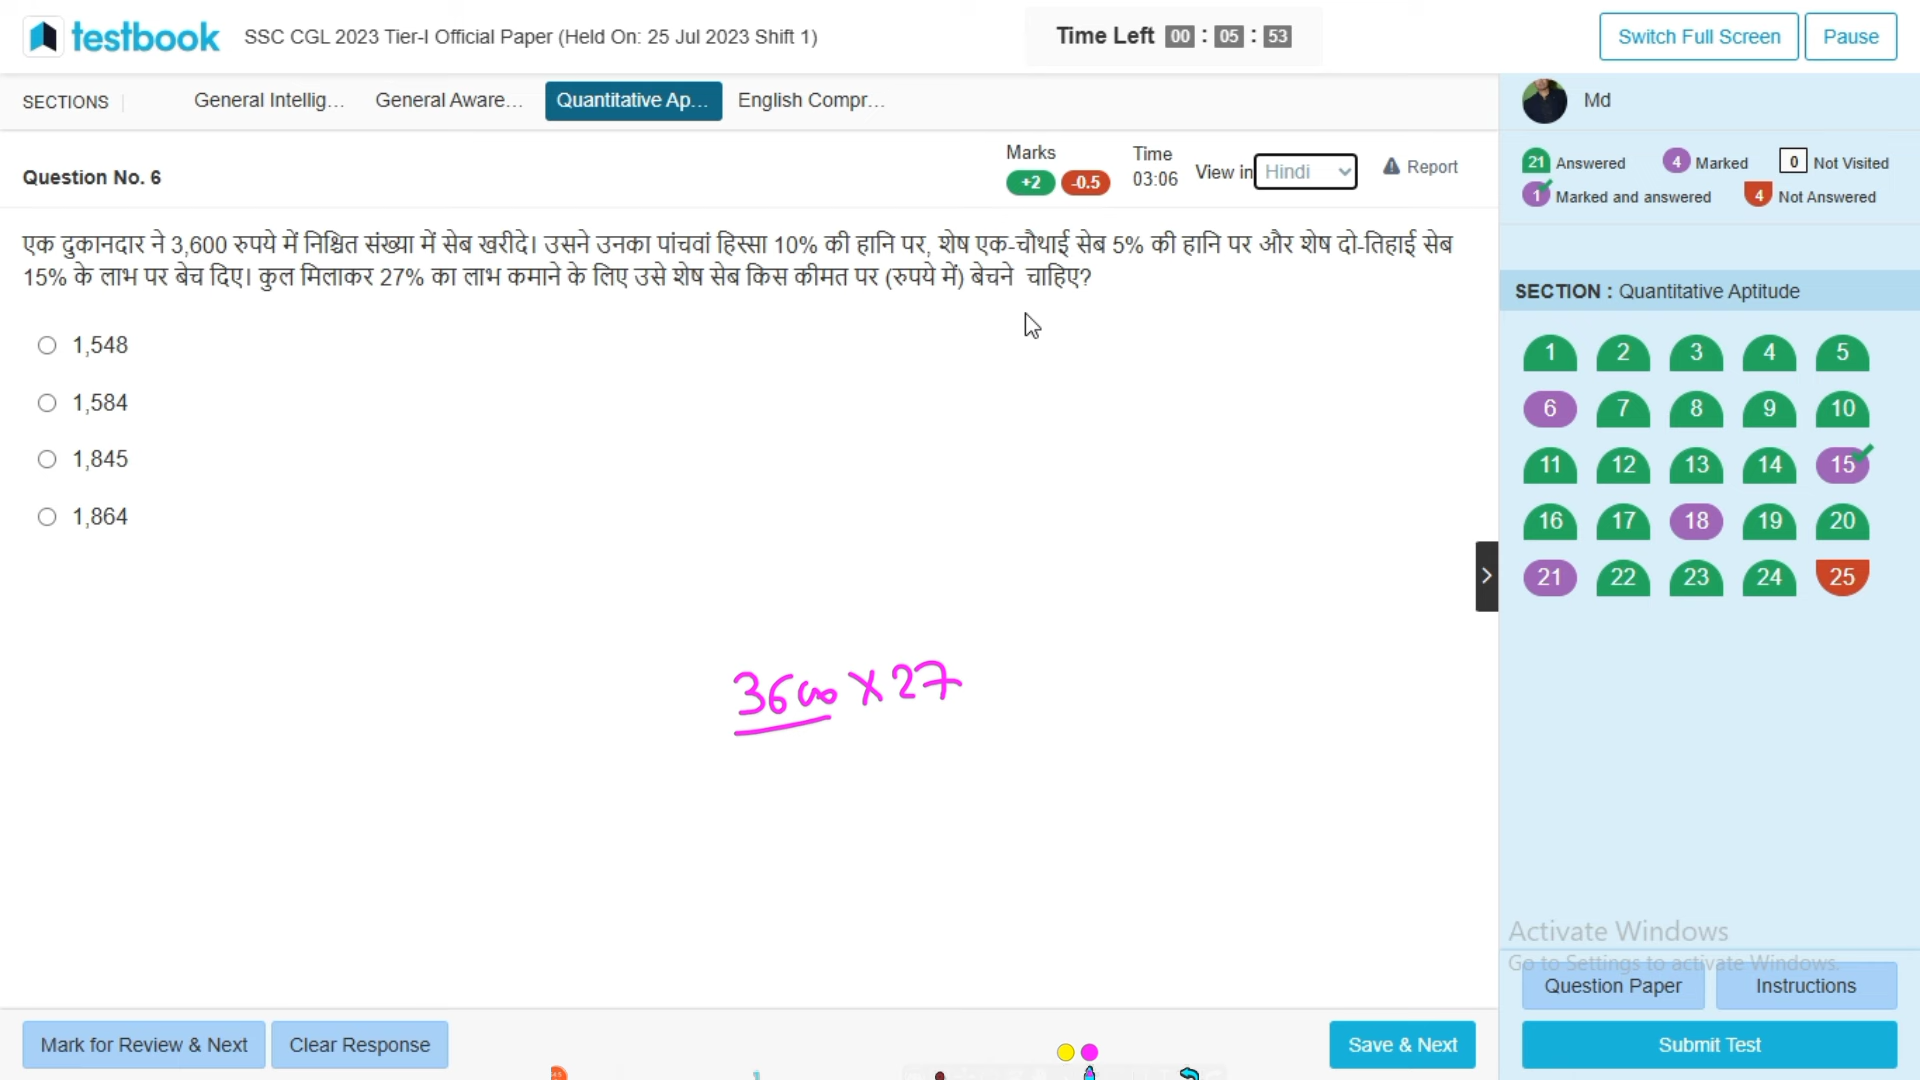 testbook SSC CGL 2023 Tier-I Official Paper (Held On: 25 Jul 2023 Shift 1) Time Left 00 : 05 : 53 Switch Full Screen Pause
SECTIONS General Intellig... General Aware... Quantitative Ap... English Compr...
Md
Question No. 6
Marks
+2 -0.5
Time
03:06
View in Hindi
Report
21 Answered 4 Marked 0 Not Visited
1 Marked and answered 4 Not Answered
एक दुकानदार ने 3,600 रुपये में निश्चित संख्या में सेब खरीदे। उसने उनका पांचवां हिस्सा 10% की हानि पर, शेष एक-चौथाई सेब 5% की हानि पर और शेष दो-तिहाई सेब
15% के लाभ पर बेच दिए। कुल मिलाकर 27% का लाभ कमाने के लिए उसे शेष सेब किस कीमत पर (रुपये में) बेचने चाहिए?
1,548
1,584
1,845
1,864
3600 X 27
SECTION : Quantitative Aptitude
1 2 3 4 5
6 7 8 9 10
11 12 13 14 15
16 17 18 19 20
21 22 23 24 25
Activate Windows
Go to Settings to activate Windows.
Question Paper Instructions
Mark for Review & Next Clear Response Save & Next Submit Test